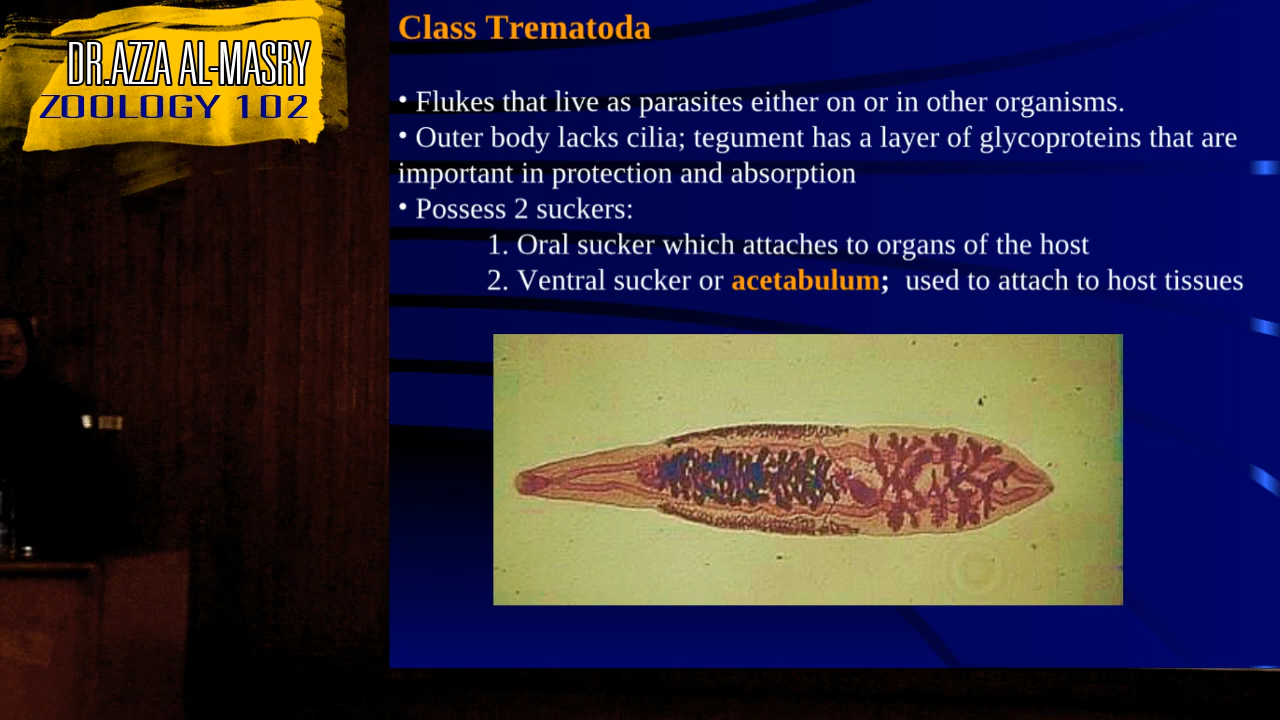 DR.AZZA AL-MASRY
ZOOLOGY 102
Class Trematoda
• Flukes that live as parasites either on or in other organisms.
• Outer body lacks cilia; tegument has a layer of glycoproteins that are
important in protection and absorption
• Possess 2 suckers:
1. Oral sucker which attaches to organs of the host
2. Ventral sucker or acetabulum; used to attach to host tissues